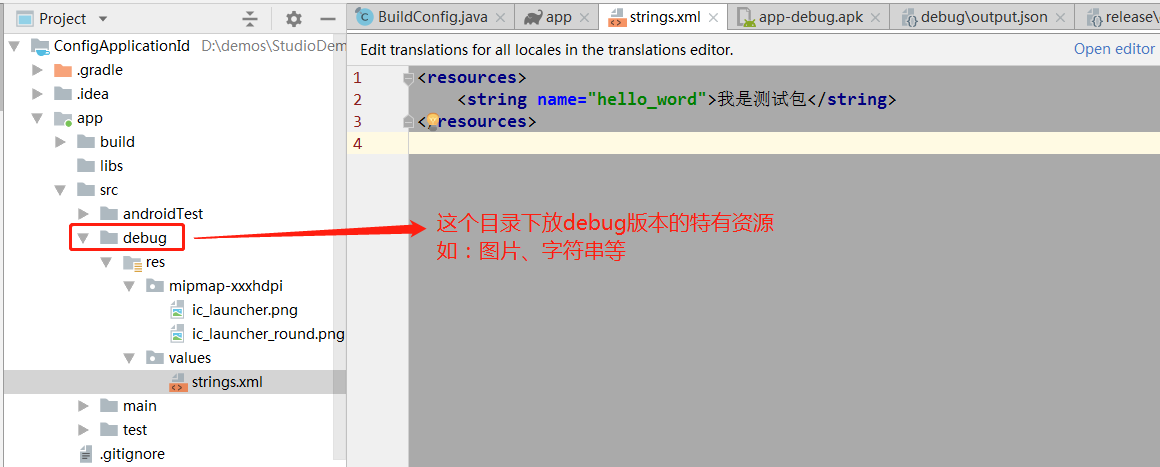 Project
BuildConfig.java
app
strings.xml
app-debug.apk
debug\output.json
release\
ConfigApplicationId D:\demos\StudioDem
Edit translations for all locales in the translations editor.
Open editor
.gradle
.idea
app
build
libs
src
androidTest
debug
res
mipmap-xxxhdpi
ic_launcher.png
ic_launcher_round.png
values
strings.xml
main
test
.gitignore
1 <resources>
2 <string name="hello_word">我是测试包</string>
3 </resources>
4
这个目录下放debug版本的特有资源
如：图片、字符串等